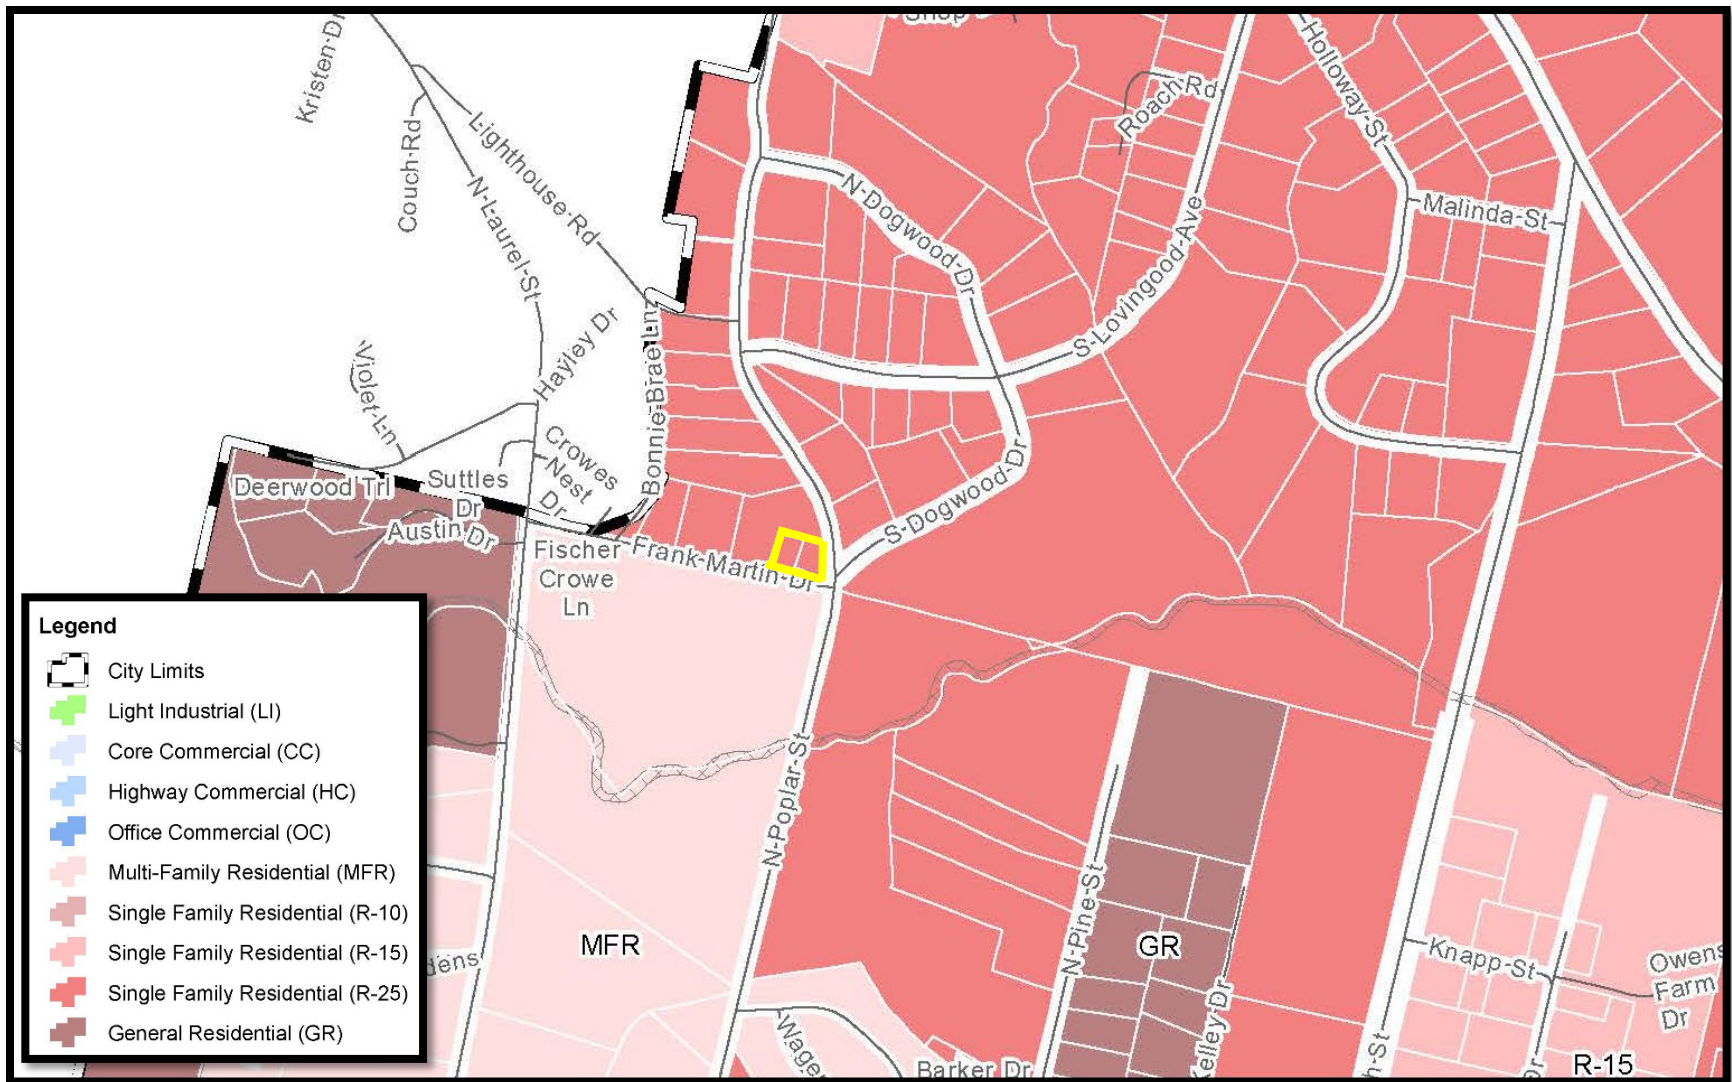 Kristen-Dr
Couch-Rd
Lighthouse-Rd
N-Laurel-St
Roach-Rd
Holloway-St
Malinda-St
N-Dogwood-Dr
S-Lovingood-Ave
Violet-Ln
Hayley Dr
Bonnie-Brae-Ln
Crowes
Nest
Dr
Deerwood Trl
Suttles
Dr
Austin-Dr
Fischer
Crowe
Ln
Frank-Martin-Dr
S-Dogwood-Dr
N-Poplar-St
N-Pine-St
MFR
GR
Knapp-St
Owens
Farm
Dr
Kelley-Dr
Barker Dr
R-15
Legend
City Limits
Light Industrial (LI)
Core Commercial (CC)
Highway Commercial (HC)
Office Commercial (OC)
Multi-Family Residential (MFR)
Single Family Residential (R-10)
Single Family Residential (R-15)
Single Family Residential (R-25)
General Residential (GR)